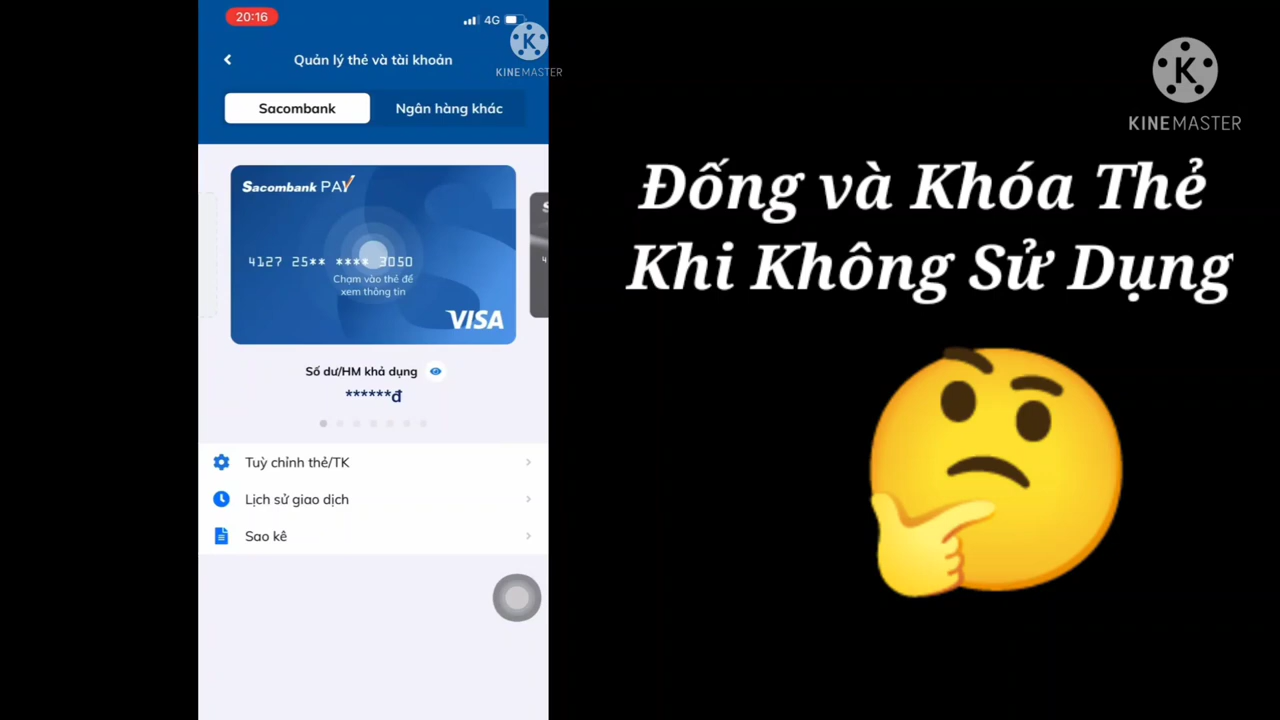 20:16
4G
KINEMASTER
Quản lý thẻ và tài khoản
Sacombank
Ngân hàng khác
Sacombank PAY
4127 25** **** 3050
Chạm vào thẻ để
xem thông tin
VISA
Số dư/HM khả dụng
******đ
Tuỳ chỉnh thẻ/TK
Lịch sử giao dịch
Sao kê
K
KINEMASTER
Đống và Khóa Thẻ
Khi Không Sử Dụng